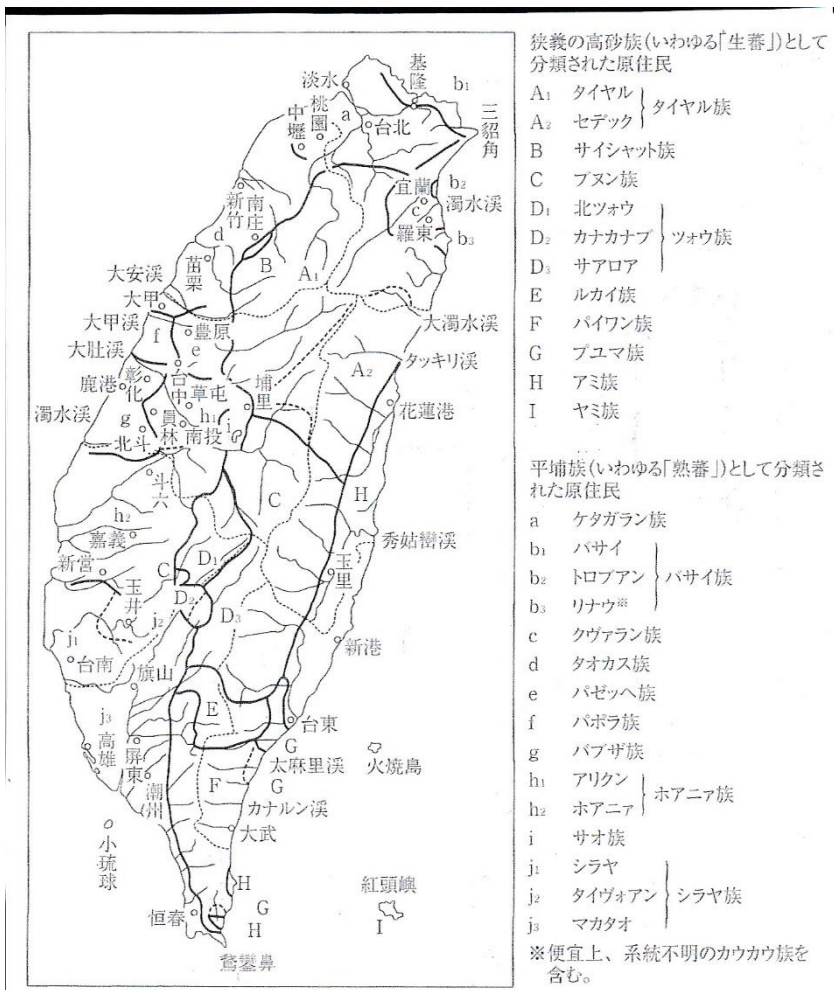 淡水
基隆
b₁
桃園
a
台北
三貂角
中壢
宜蘭
b₂
濁水渓
c
羅東
b₃
新竹
南庄
d
B
A₁
苗栗
大安渓
大甲
大甲渓
豊原
大濁水渓
f
e
大肚渓
A₂
タッキリ渓
鹿港
彰化
台中
草屯
埔里
花蓮港
濁水渓
g
員林
h₁
南投
i
北斗
斗六
C
H
h₂
嘉義
秀姑巒渓
新営
C
D₁
玉里
玉井
D₂
j₂
D₃
j₁
台南
新港
旗山
E
j₃
高雄
台東
屏東
G
太麻里渓
火焼島
潮州
F
G
カナルン渓
大武
小琉球
H
紅頭嶼
恒春
G
H
I
鵞鑾鼻
狭義の高砂族(いわゆる「生蕃」)として
分類された原住民
A₁ タイヤル
A₂ セデック
タイヤル族
B サイシャット族
C ブヌン族
D₁ 北ツォウ
D₂ カナカナブ
D₃ サアロア
ツォウ族
E ルカイ族
F パイワン族
G プユマ族
H アミ族
I ヤミ族
平埔族(いわゆる「熟蕃」)として分類さ
れた原住民
a ケタガラン族
b₁ バサイ
b₂ トロブアン
b₃ リナウ※
バサイ族
c クヴァラン族
d タオカス族
e パゼッヘ族
f パポラ族
g バブザ族
h₁ アリクン
h₂ ホアニァ
ホアニァ族
i サオ族
j₁ シラヤ
j₂ タイヴォアン
j₃ マカタオ
シラヤ族
※便宜上、系統不明のカウカウ族を
含む。